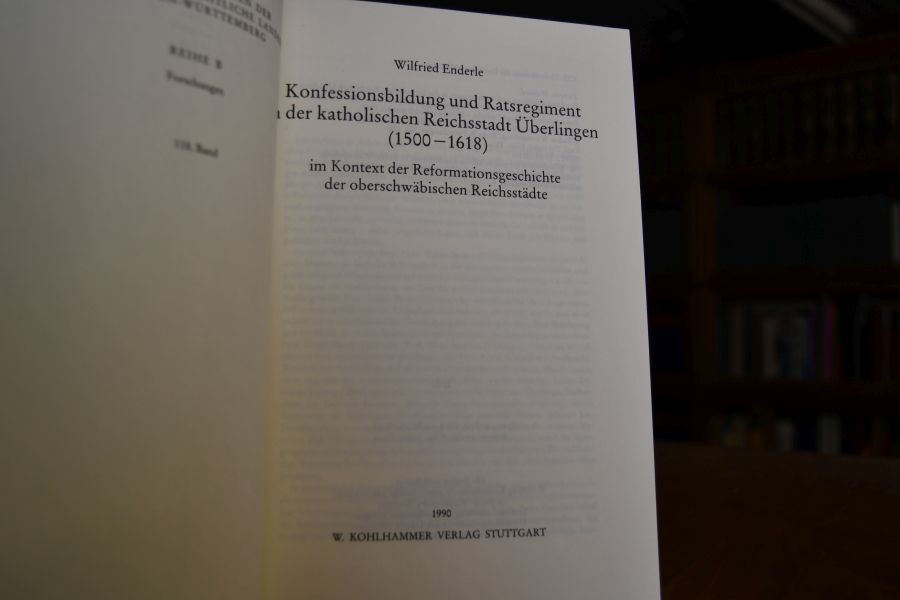 WÜRTTEMBERG
REIHE B
Forschungen
118. Band
Wilfried Enderle
Konfessionsbildung und Ratsregiment
der katholischen Reichsstadt Überlingen
(1500–1618)
im Kontext der Reformationsgeschichte
der oberschwäbischen Reichsstädte
1990
W. KOHLHAMMER VERLAG STUTTGART